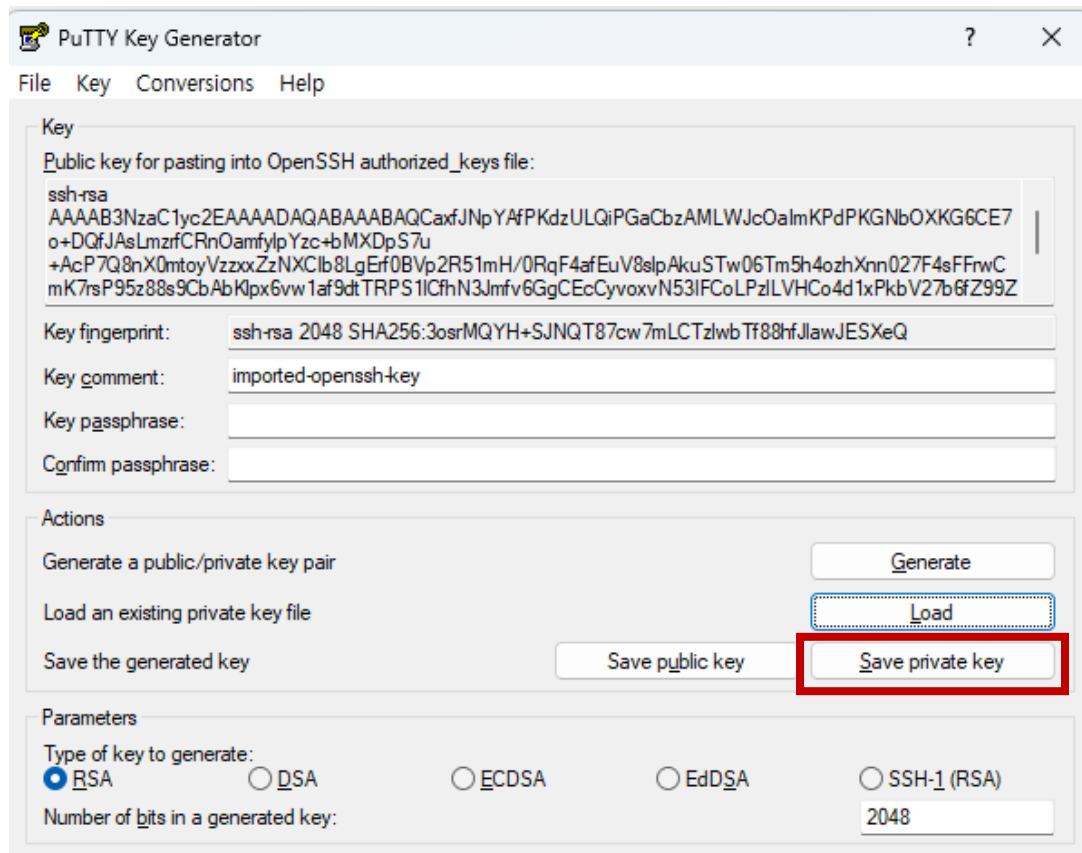 PuTTY Key Generator
File Key Conversions Help
Key
Public key for pasting into OpenSSH authorized_keys file:
ssh-rsa
AAAAB3NzaC1yc2EAAAADAQABAAABAQCaxfJNpYAfPKdzULQiPGaCbzAMLWJcOaImKPdPKGNbOXKG6CE7
o+DQfJAsLmzrfCRnOamfylpYzc+bMXDpS7u
+AcP7Q8nX0mtoyVzzxxZzNXClb8LgErf0BVp2R51mH/0RqF4afEuV8slpAkuSTw06Tm5h4ozhXnn027F4sFFrwC
mK7rsP95z88s9CbAbKlpx6vw1af9dtTRPS1lCfhN3Jmfv6GgCEcCyvoxvN53IFCoLPzILVHCo4d1xPkbV27b6fZ99Z
Key fingerprint: ssh-rsa 2048 SHA256:3osrMQYH+SJNQT87cw7mLCTzlwbTf88hfJlawJESXeQ
Key comment: imported-openssh-key
Key passphrase:
Confirm passphrase:
Actions
Generate a public/private key pair Generate
Load an existing private key file Load
Save the generated key Save public key Save private key
Parameters
Type of key to generate:
RSA DSA ECDSA EdDSA SSH-1 (RSA)
Number of bits in a generated key: 2048